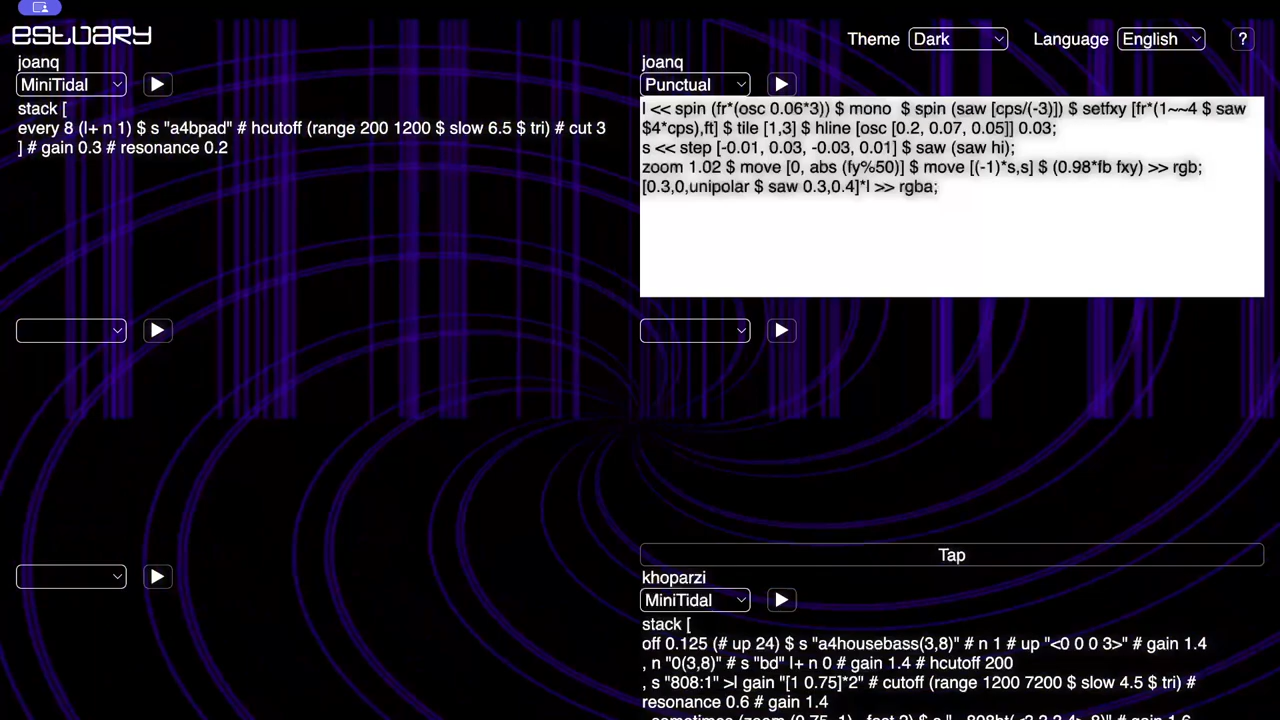 estuary
Theme Dark Language English ?
joanq
MiniTidal
stack [
every 8 (|+ n 1) $ s "a4bpad" # hcutoff (range 200 1200 $ slow 6.5 $ tri) # cut 3
] # gain 0.3 # resonance 0.2
joanq
Punctual
l << spin (fr*(osc 0.06*3)) $ mono  $ spin (saw [cps/(-3)]) $ setfxy [fr*(1~~4 $ saw
$4*cps),ft] $ tile [1,3] $ hline [osc [0.2, 0.07, 0.05]] 0.03;
s << step [-0.01, 0.03, -0.03, 0.01] $ saw (saw hi);
zoom 1.02 $ move [0, abs (fy%50)] $ move [(-1)*s,s] $ (0.98*fb fxy) >> rgb;
[0.3,0,unipolar $ saw 0.3,0.4]*l >> rgba;
Tap
khoparzi
MiniTidal
stack [
off 0.125 (# up 24) $ s "a4housebass(3,8)" # n 1 # up "<0 0 0 3>" # gain 1.4
, n "0(3,8)" # s "bd" |+ n 0 # gain 1.4 # hcutoff 200
, s "808:1" >| gain "[1 0.75]*2" # cutoff (range 1200 7200 $ slow 4.5 $ tri) #
resonance 0.6 # gain 1.4